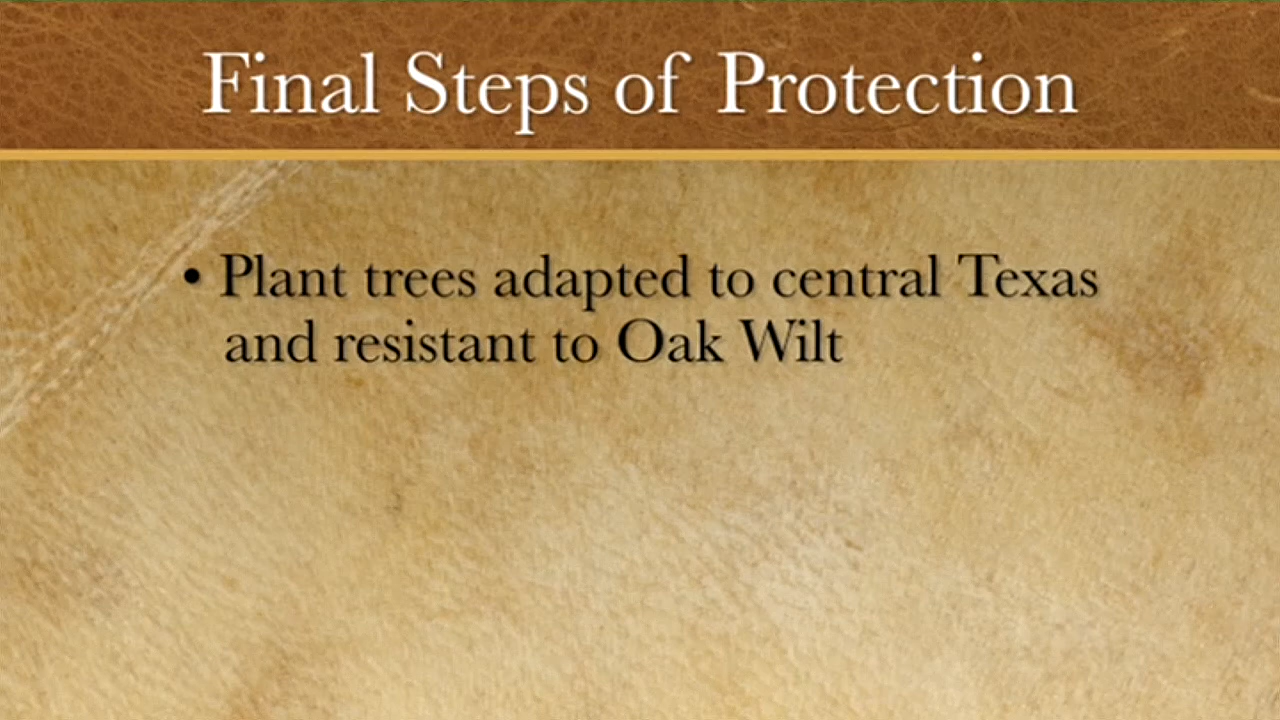 Final Steps of Protection
• Plant trees adapted to central Texas
and resistant to Oak Wilt